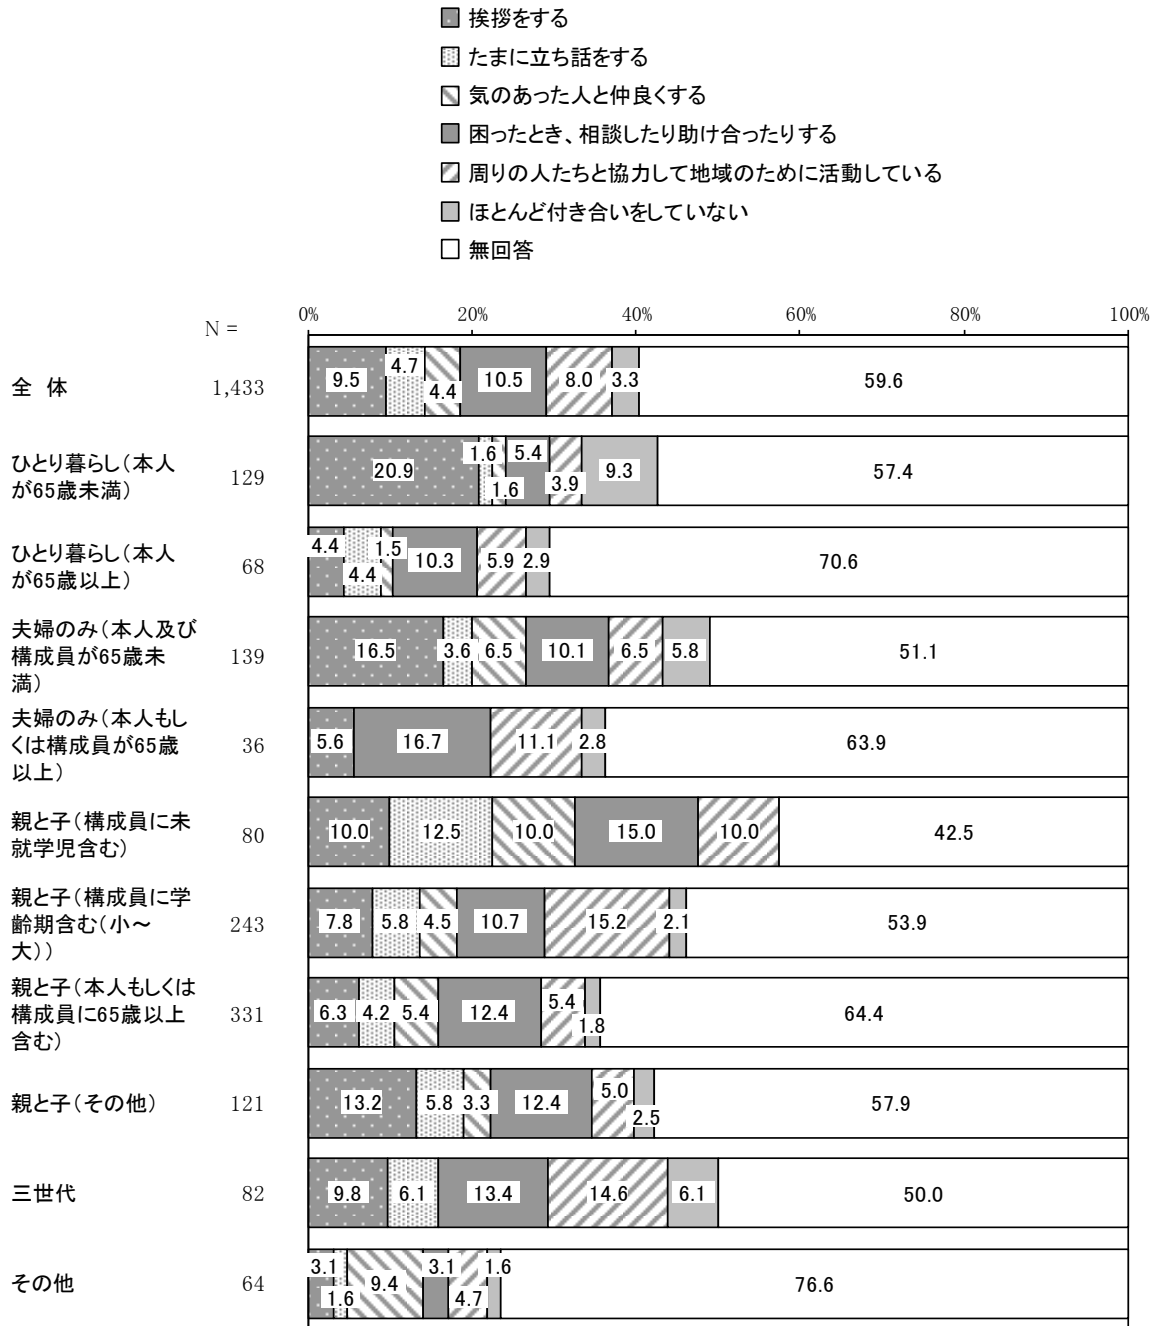 挨拶をする
たまに立ち話をする
気のあった人と仲良くする
困ったとき、相談したり助け合ったりする
周りの人たちと協力して地域のために活動している
ほとんど付き合いをしていない
無回答
N =
0% 20% 40% 60% 80% 100%
全 体 1,433 9.5 4.7 4.4 10.5 8.0 3.3 59.6
ひとり暮らし（本人
が65歳未満） 129 20.9 1.6 1.6 5.4 3.9 9.3 57.4
ひとり暮らし（本人
が65歳以上） 68 4.4 4.4 1.5 10.3 5.9 2.9 70.6
夫婦のみ（本人及び
構成員が65歳未 139 16.5 3.6 6.5 10.1 6.5 5.8 51.1
満）
夫婦のみ（本人もし
くは構成員が65歳 36 5.6 16.7 11.1 2.8 63.9
以上）
親と子（構成員に未
就学児含む） 80 10.0 12.5 10.0 15.0 10.0 42.5
親と子（構成員に学
齢期含む（小～ 243 7.8 5.8 4.5 10.7 15.2 2.1 53.9
大））
親と子（本人もしくは
構成員に65歳以上 331 6.3 4.2 5.4 12.4 5.4 1.8 64.4
含む）
親と子（その他） 121 13.2 5.8 3.3 12.4 5.0 2.5 57.9
三世代 82 9.8 6.1 13.4 14.6 6.1 50.0
その他 64 3.1 1.6 9.4 3.1 4.7 1.6 76.6